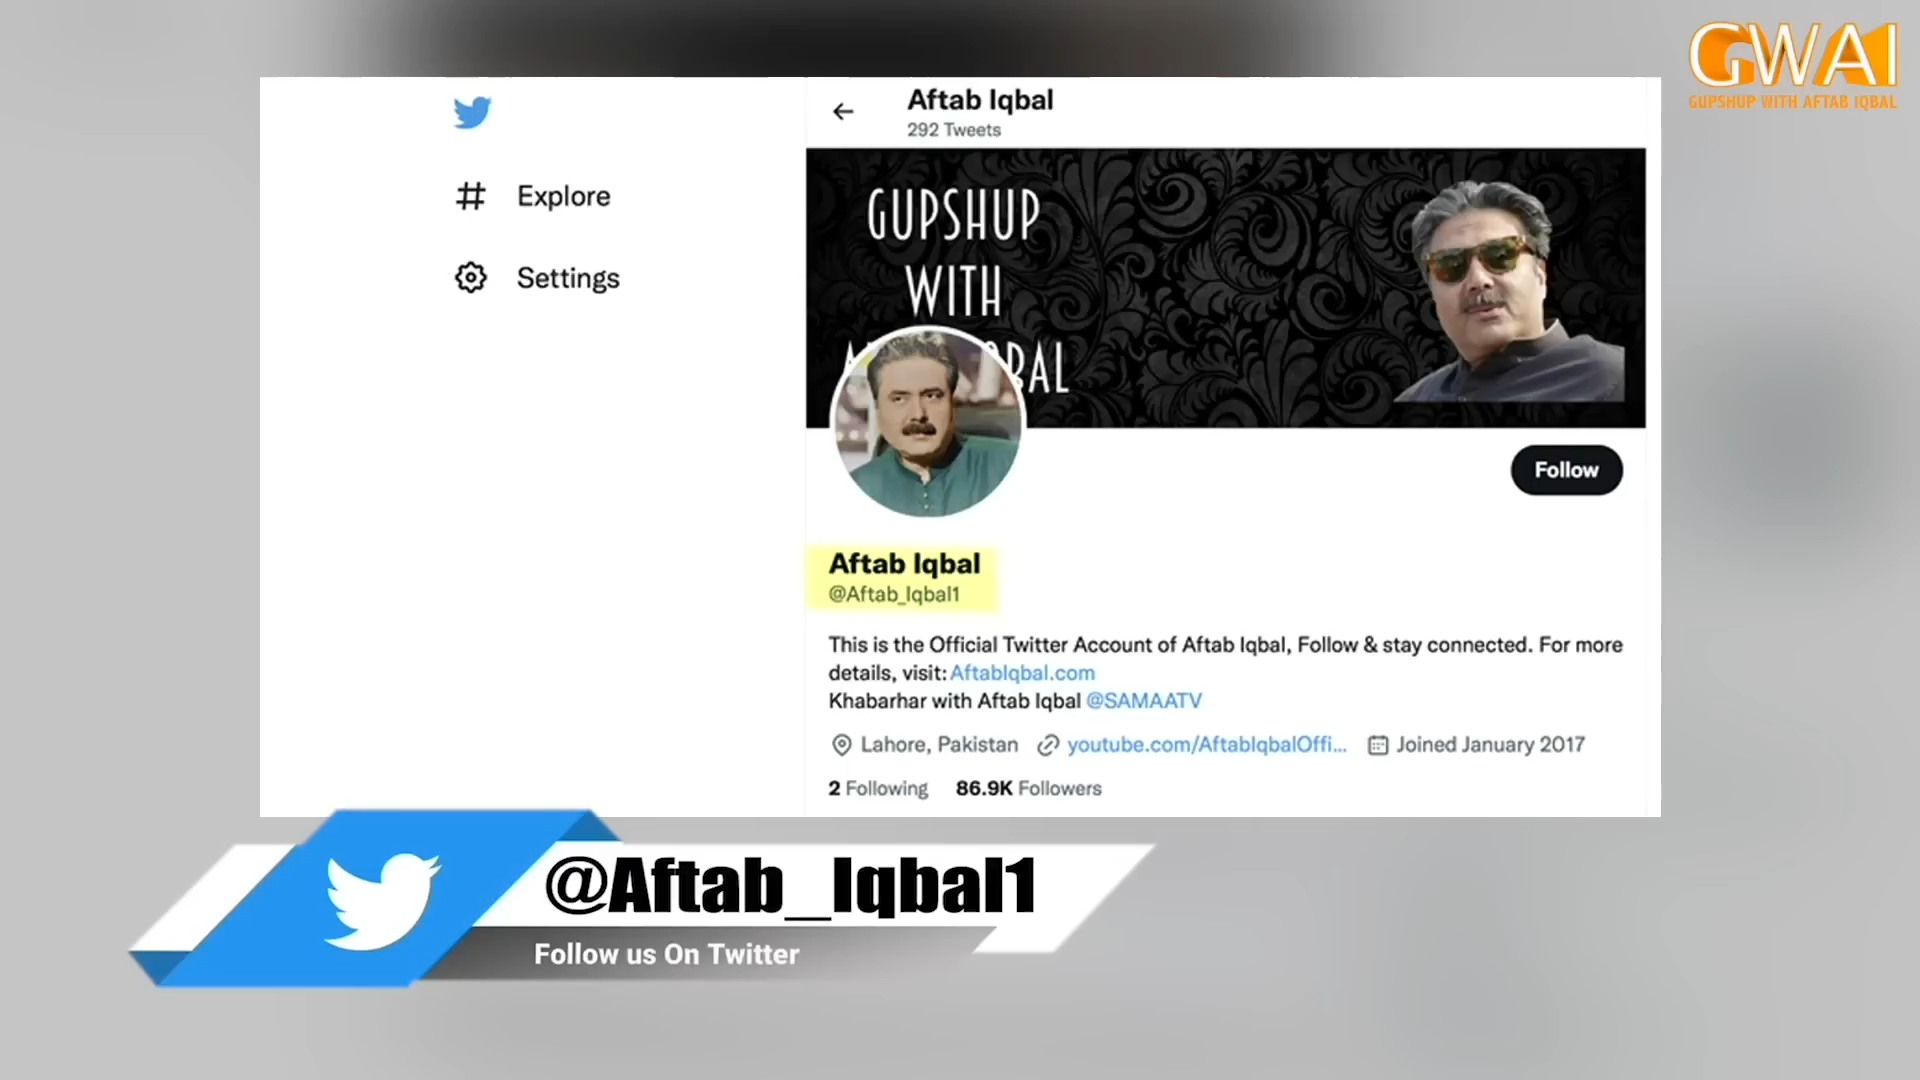 GWAI
GUPSHUP WITH AFTAB IQBAL
Aftab Iqbal
292 Tweets
Explore
Settings
GUPSHUP
WITH
Follow
Aftab Iqbal
@Aftab_Iqbal1
This is the Official Twitter Account of Aftab Iqbal, Follow & stay connected. For more
details, visit: AftabIqbal.com
Khabarhar with Aftab Iqbal @SAMAATV
Lahore, Pakistan youtube.com/AftabIqbalOffi... Joined January 2017
2 Following 86.9K Followers
@Aftab_Iqbal1
Follow us On Twitter